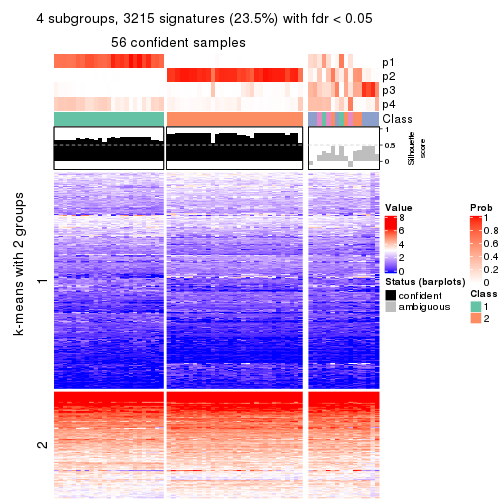 4 subgroups, 3215 signatures (23.5%) with fdr < 0.05
56 confident samples
p1
p2
p3
p4
Class
1
0.5
0
Silhouette
score
k-means with 2 groups
1
2
Value
8
6
4
2
0
Prob
1
0.8
0.6
0.4
0.2
0
Status (barplots)
confident
ambiguous
Class
1
2